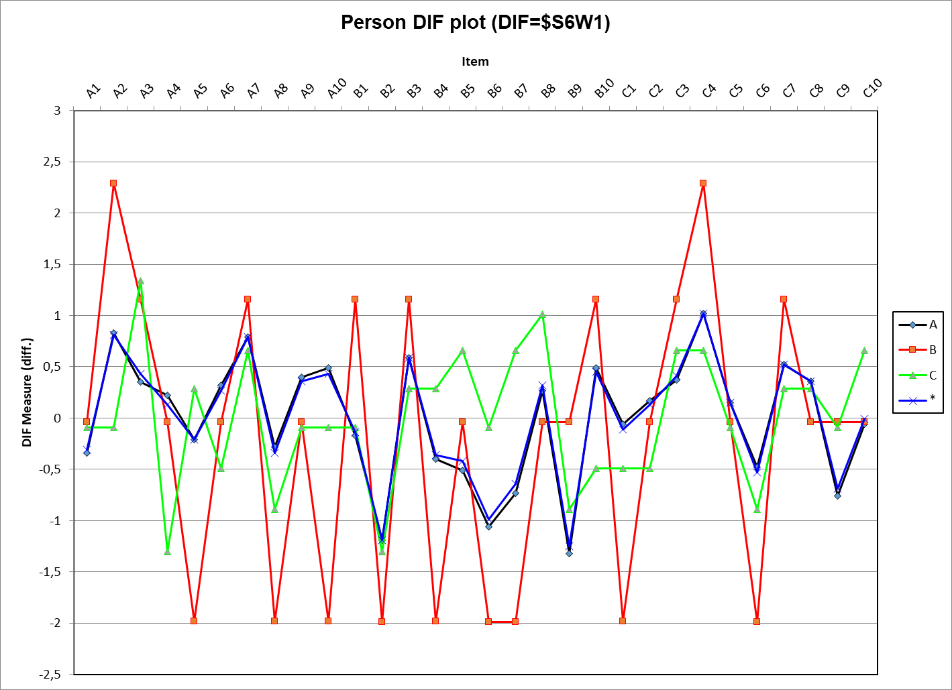 Person DIF plot (DIF=$S6W1)
Item
A1 A2 A3 A4 A5 A6 A7 A8 A9 A10 B1 B2 B3 B4 B5 B6 B7 B8 B9 B10 C1 C2 C3 C4 C5 C6 C7 C8 C9 C10
3
2,5
2
1,5
1
0,5
0
-0,5
-1
-1,5
-2
-2,5
DIF Measure (diff.)
A
B
C
*